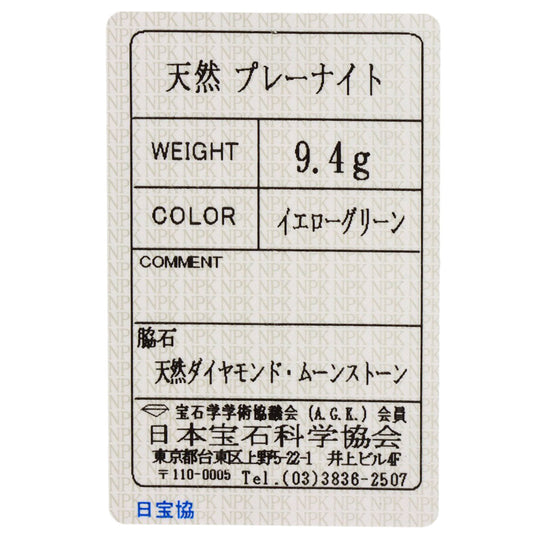 天然 プレーナイト
WEIGHT 9.4g
COLOR イエローグリーン
COMMENT
脇石
天然ダイヤモンド・ムーンストーン
宝石学学術協議会 (A.G.K.) 会員
日本宝石科学協会
東京都台東区上野5-22-1 井上ビル4F
〒110-0005 Tel.(03)3836-2507
日宝協